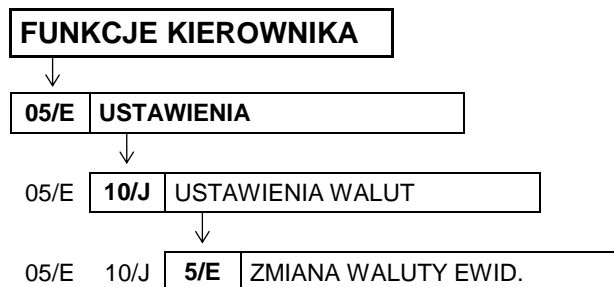 FUNKCJE KIEROWNIKA
05/E USTAWIENIA
05/E 10/J USTAWIENIA WALUT
05/E 10/J 5/E ZMIANA WALUTY EWID.